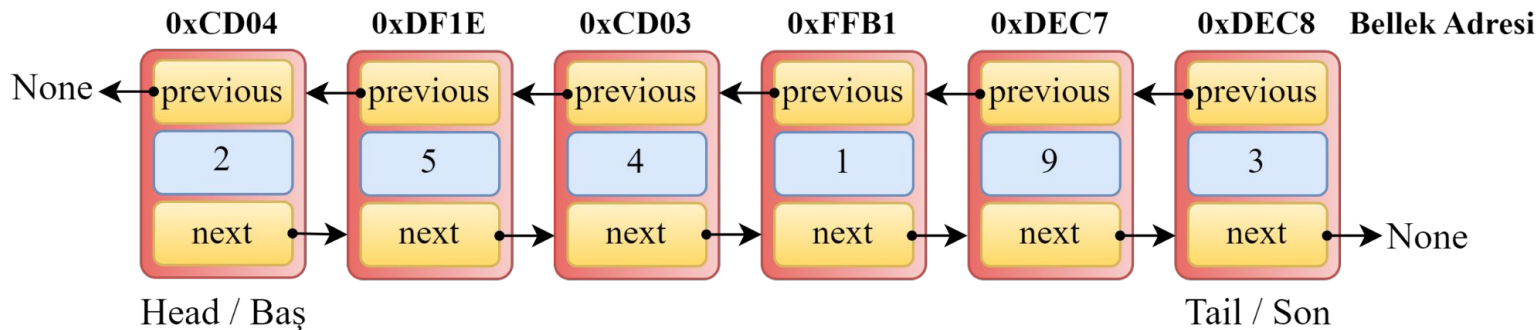 0xCD04 0xDF1E 0xCD03 0xFFB1 0xDEC7 0xDEC8 Bellek Adresi
None previous previous previous previous previous previous
2 5 4 1 9 3
next next next next next next None
Head / Baş Tail / Son